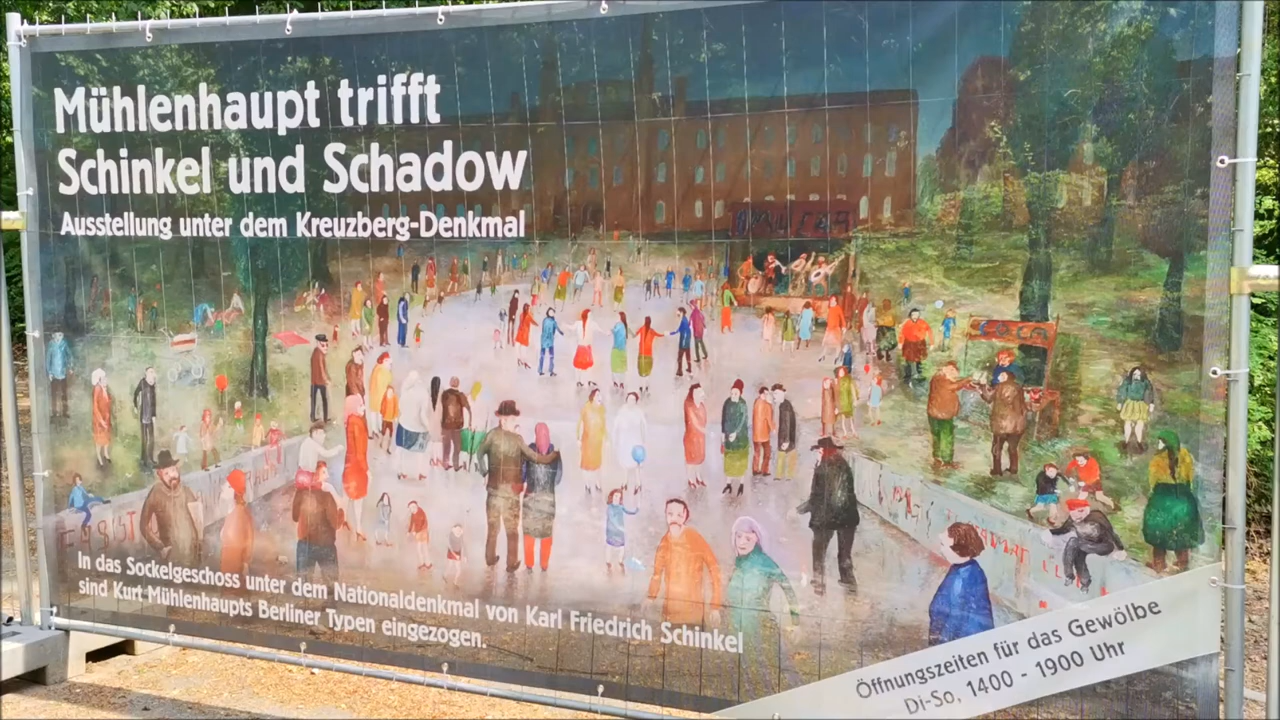 Mühlenhaupt trifft
Schinkel und Schadow
Ausstellung unter dem Kreuzberg-Denkmal
In das Sockelgeschoss unter dem Nationaldenkmal von Karl Friedrich Schinkel
sind Kurt Mühlenhaupts Berliner Typen eingezogen.
Öffnungszeiten für das Gewölbe
Di-So, 1400 - 1900 Uhr